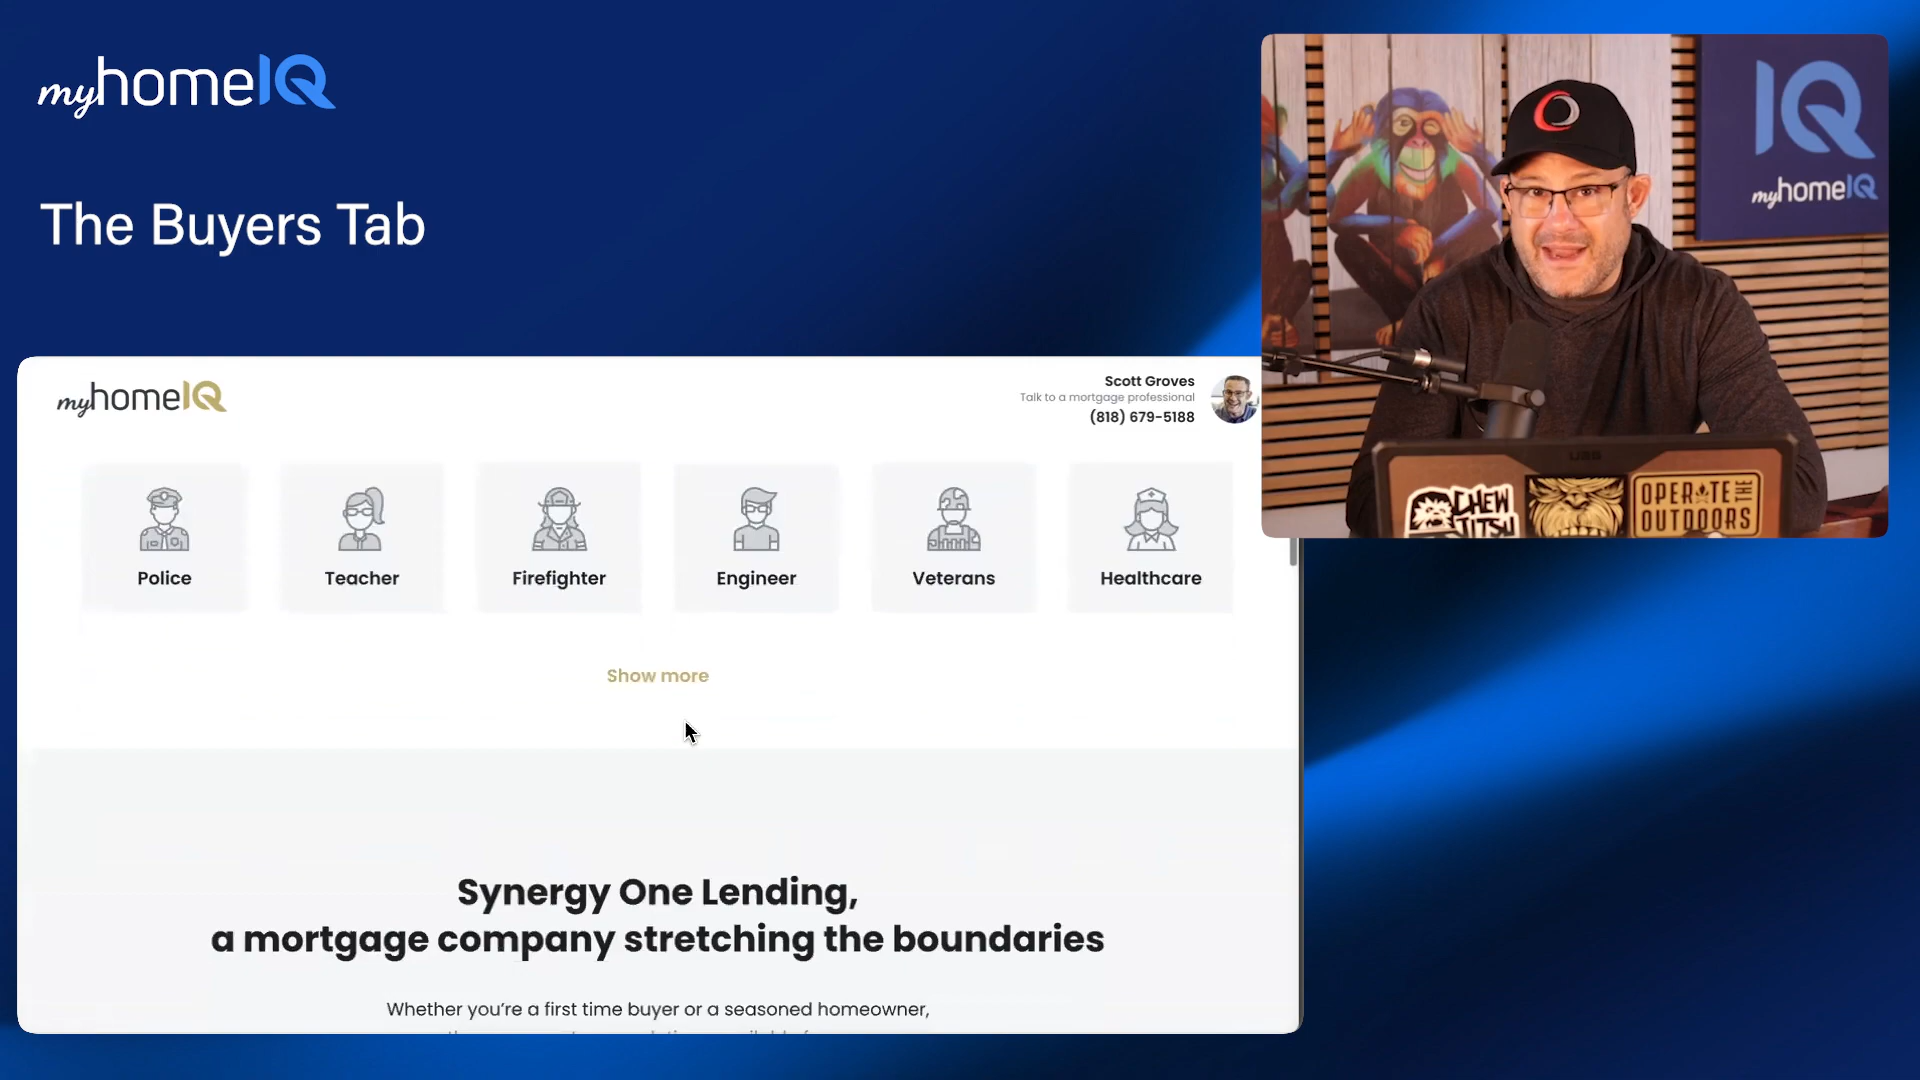 myhomeIQ
The Buyers Tab
IQ
myhomeIQ
myhomeIQ
Scott Groves
Talk to a mortgage professional
(818) 679-5188
Police
Teacher
Firefighter
Engineer
Veterans
Healthcare
CHEW
JITSU
OPERATE THE
OUTDOORS
Show more
Synergy One Lending,
a mortgage company stretching the boundaries
Whether you're a first time buyer or a seasoned homeowner,